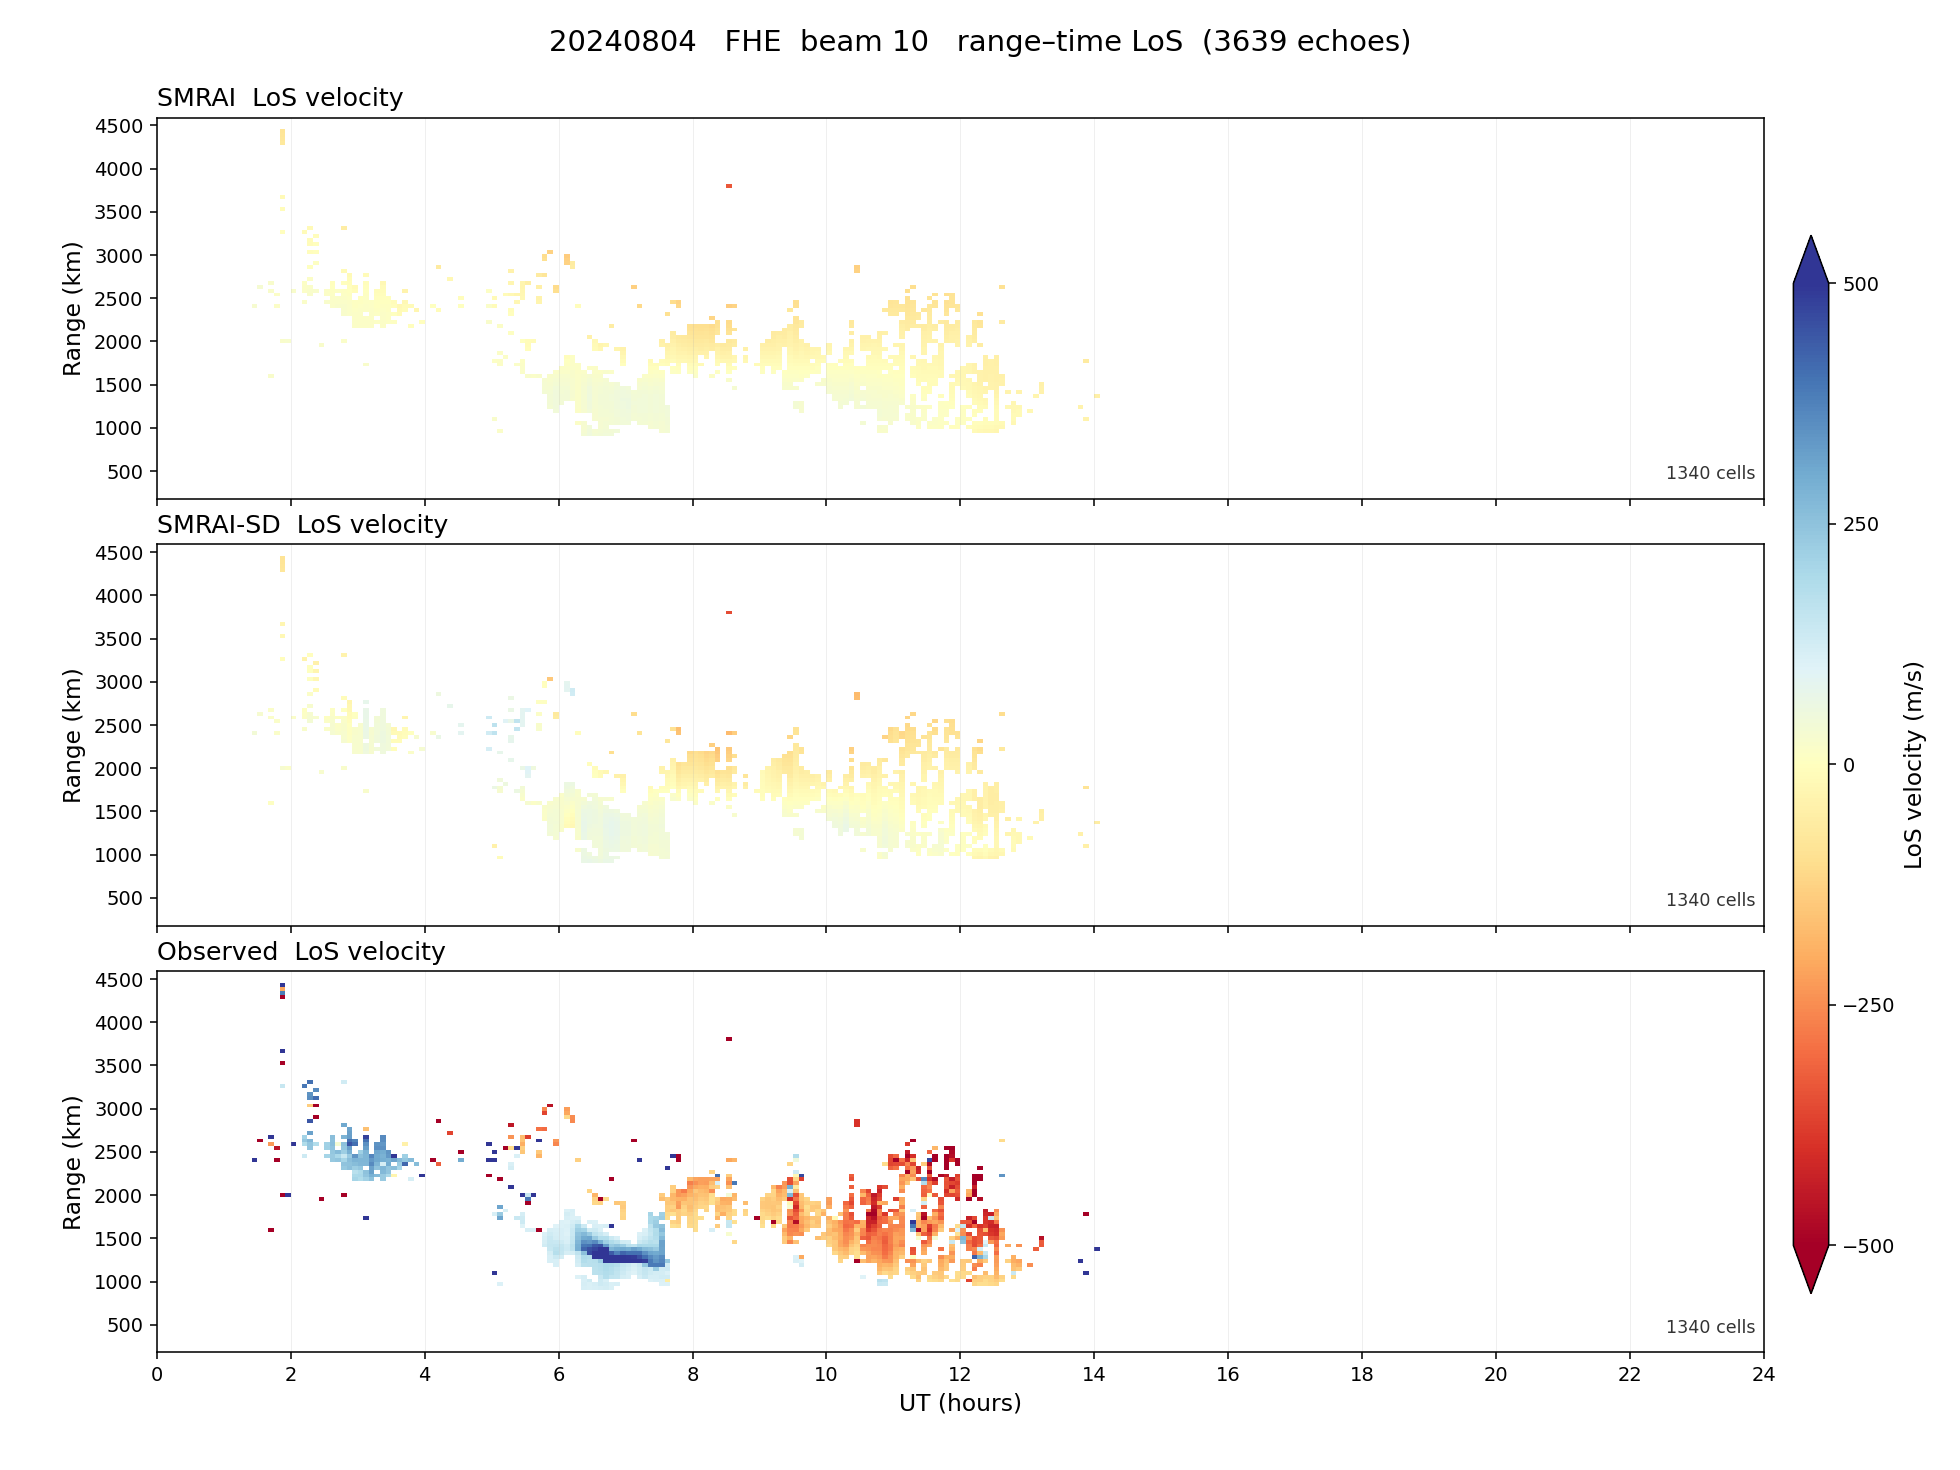 20240804   FHE  beam 10   range–time LoS  (3639 echoes)
SMRAI  LoS velocity
4500
4000
3500
3000
2500
2000
1500
1000
500
Range (km)
1340 cells
SMRAI-SD  LoS velocity
4500
4000
3500
3000
2500
2000
1500
1000
500
Range (km)
1340 cells
Observed  LoS velocity
4500
4000
3500
3000
2500
2000
1500
1000
500
Range (km)
1340 cells
0 2 4 6 8 10 12 14 16 18 20 22 24
UT (hours)
500
250
0
−250
−500
LoS velocity (m/s)